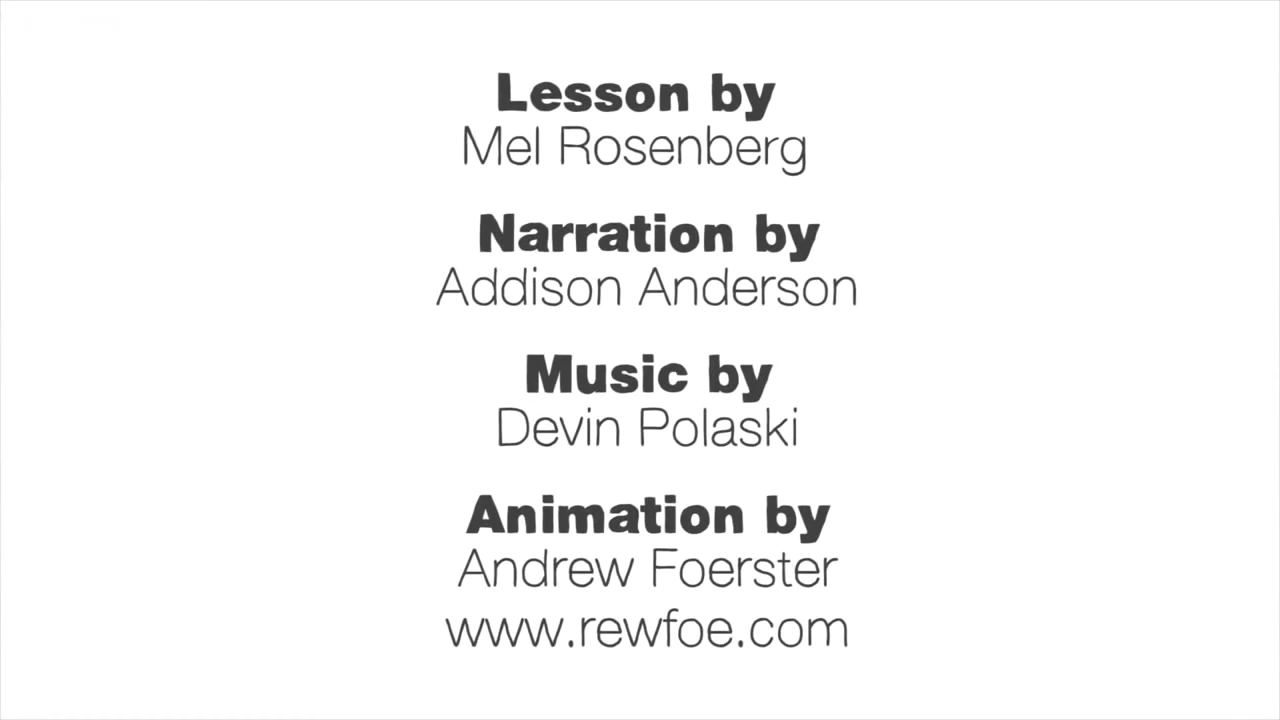 Lesson by
Mel Rosenberg
Narration by
Addison Anderson
Music by
Devin Polaski
Animation by
Andrew Foerster
www.rewfoe.com